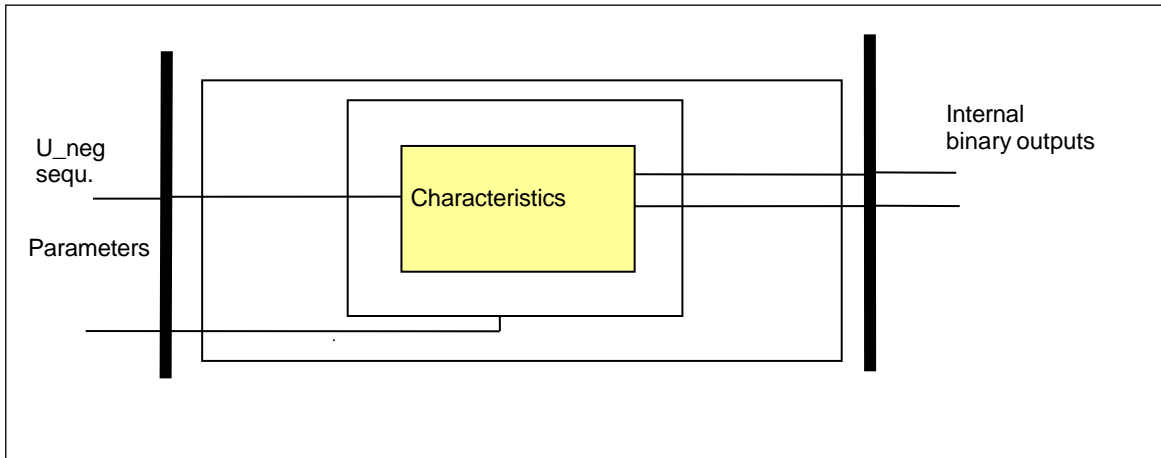 U_neg
sequ.
Parameters
Characteristics
Internal
binary outputs